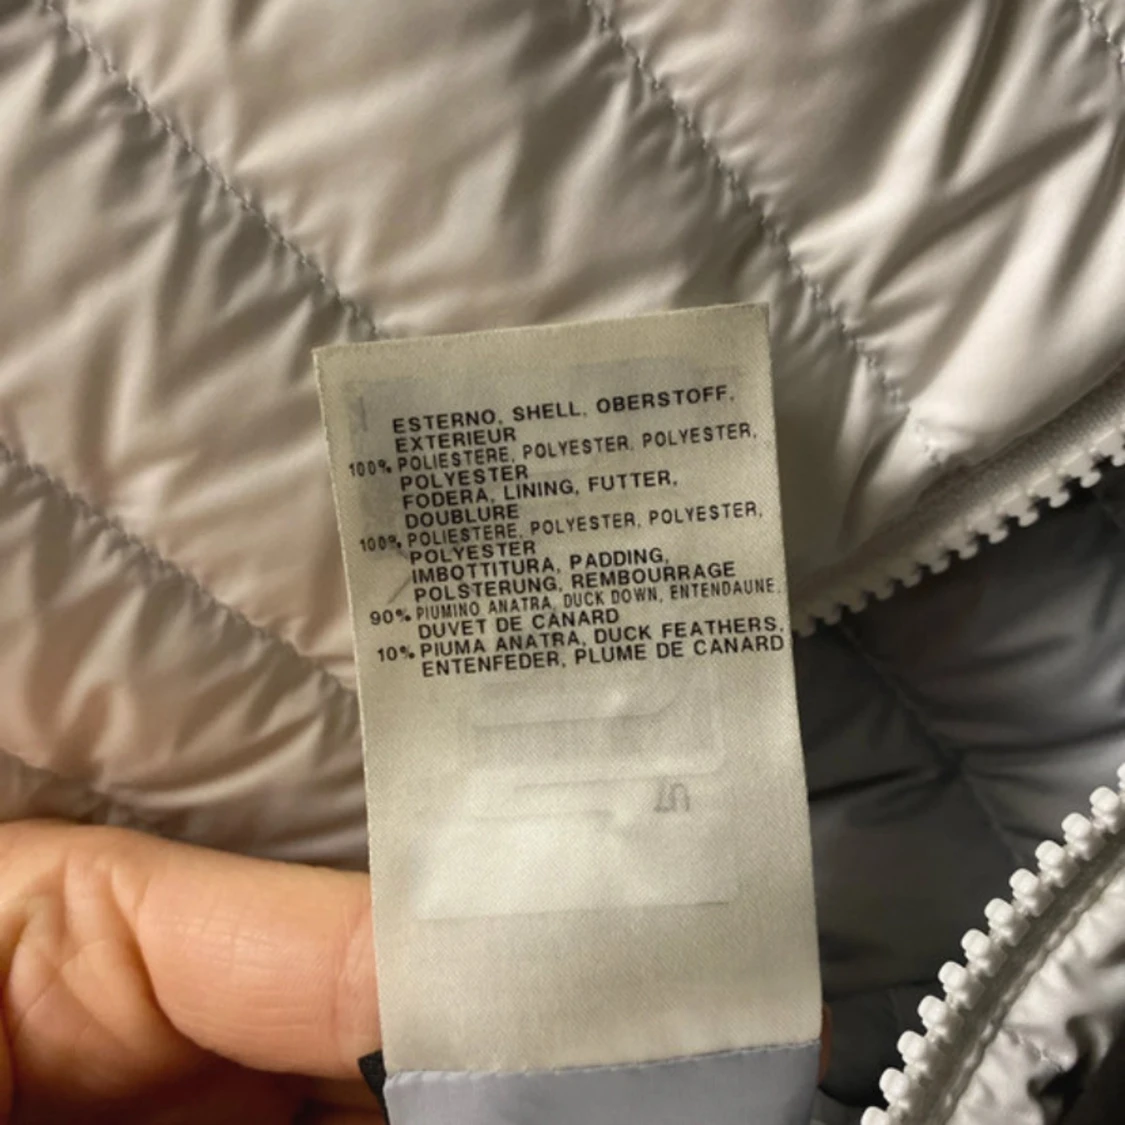 ESTERNO, SHELL, OBERSTOFF,
EXTERIEUR
100% POLIESTERE, POLYESTER, POLYESTER,
POLYESTER
FODERA, LINING, FUTTER,
DOUBLURE
100% POLIESTERE, POLYESTER, POLYESTER,
POLYESTER
IMBOTTITURA, PADDING,
POLSTERUNG, REMBOURRAGE
90% PIUMINO ANATRA, DUCK DOWN, ENTENDAUNE,
DUVET DE CANARD
10% PIUMA ANATRA, DUCK FEATHERS,
ENTENFEDER, PLUME DE CANARD